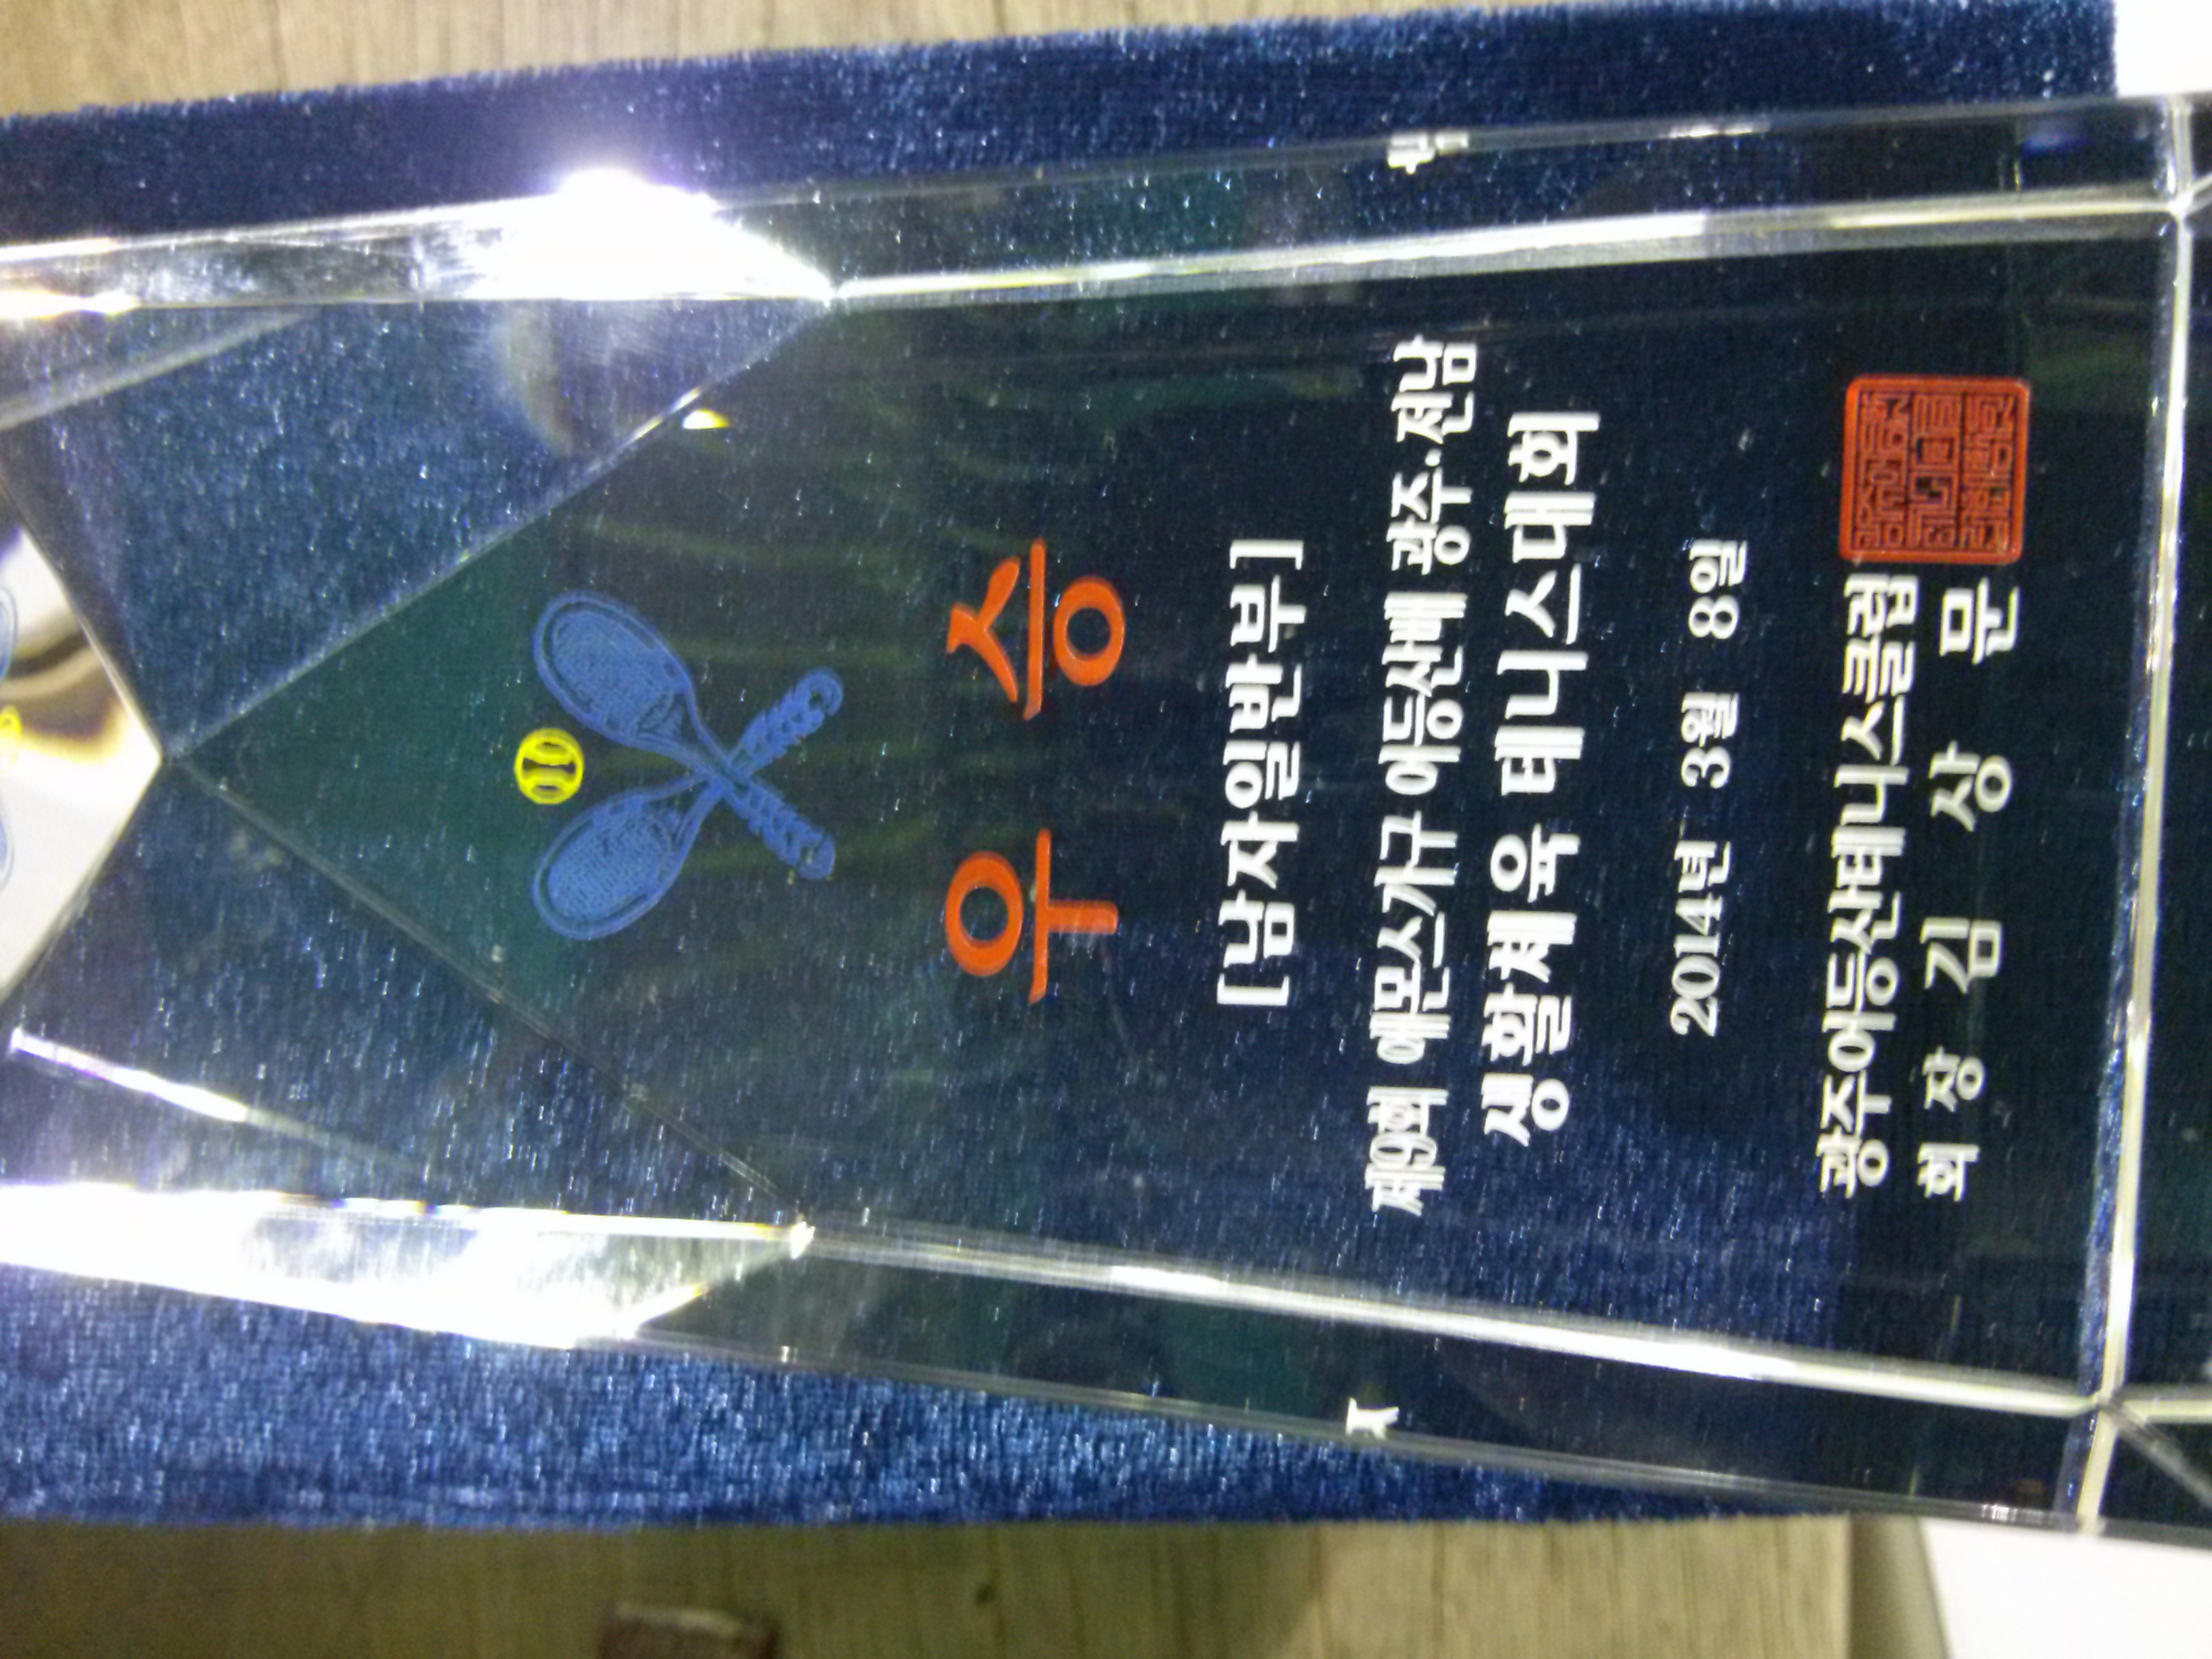 우 승
[남자일반부]
제9회 에몬스가구 어등산배 광주·전남
생활체육 테니스대회
2014년 3월 8일
광주어등산테니스클럽
회 장 김 상 문